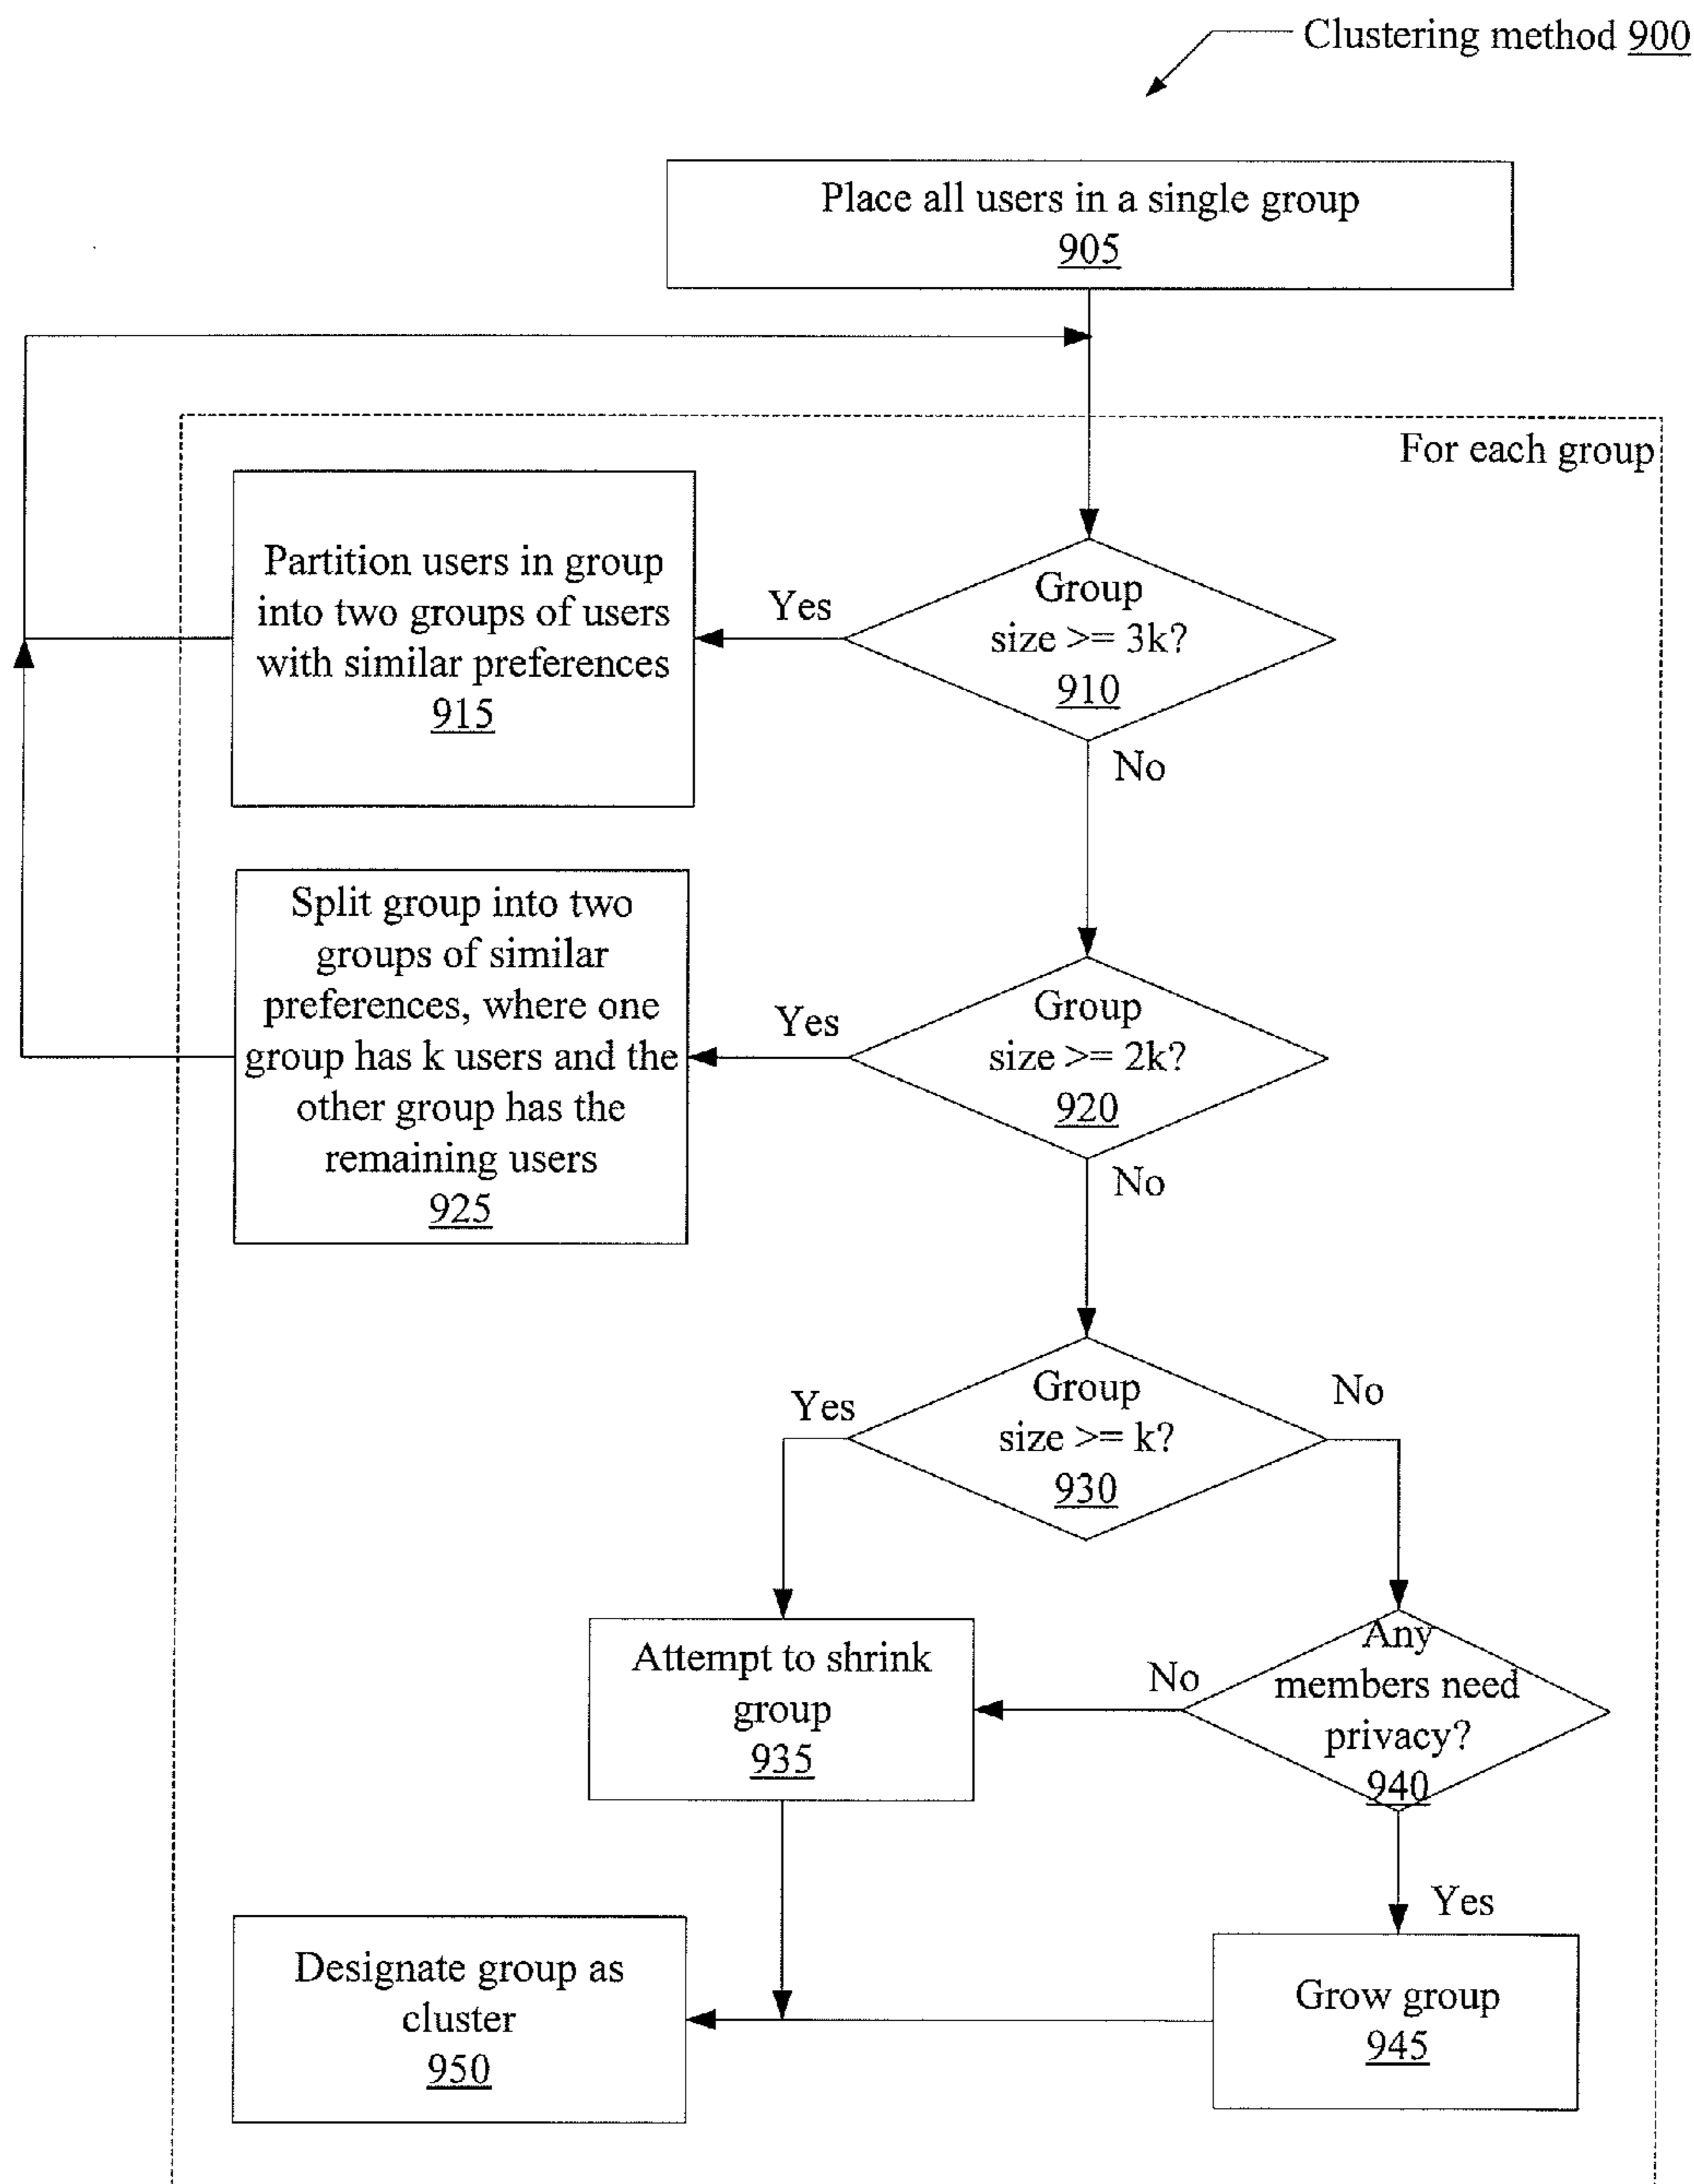 Clustering method 900
Place all users in a single group
905
For each group
Partition users in group
into two groups of users
with similar preferences
915
Yes
Group
size >= 3k?
910
No
Split group into two
groups of similar
preferences, where one
group has k users and the
other group has the
remaining users
925
Yes
Group
size >= 2k?
920
No
Yes
Group
size >= k?
930
No
Attempt to shrink
group
935
No
Any
members need
privacy?
940
Yes
Designate group as
cluster
950
Grow group
945